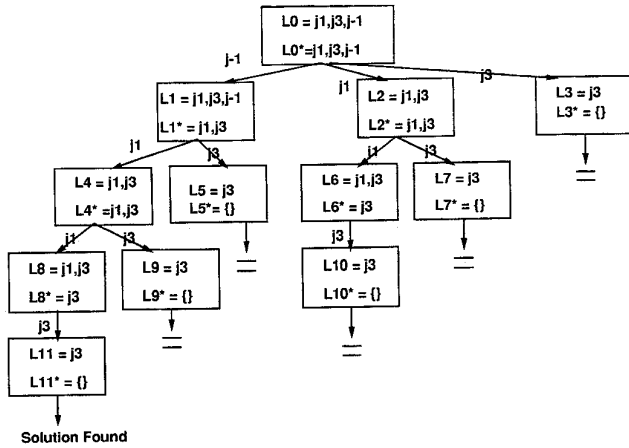 L0 = j1,j3,j-1
L0*=j1,j3,j-1
j-1
j1
j3
L1 = j1,j3,j-1
L1* = j1,j3
L2 = j1,j3
L2* = j1,j3
L3 = j3
L3* = {}
j1
j3
j1
j3
L4 = j1,j3
L4* =j1,j3
L5 = j3
L5*= {}
L6 = j1,j3
L6* = j3
L7 = j3
L7* = {}
j1
j3
j3
L8 = j1,j3
L8* = j3
L9 = j3
L9* = {}
L10 = j3
L10* = {}
j3
L11 = j3
L11* = {}
Solution Found